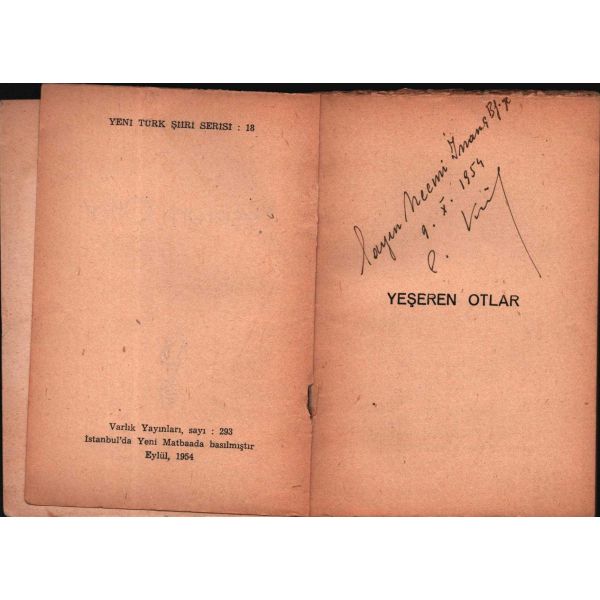 YENİ TÜRK ŞİİRİ SERİSİ : 18
Varlık Yayınları, sayı : 293
İstanbul'da Yeni Matbaada basılmıştır
Eylül, 1954
Sayın Necmi İnanç
9. X. 1954
YEŞEREN OTLAR